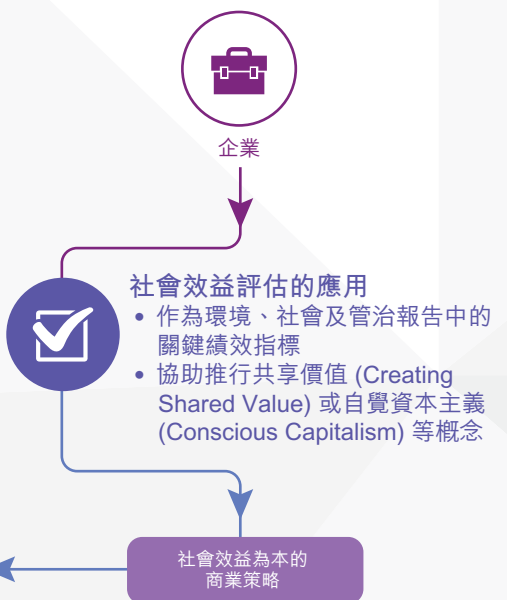 企業
社會效益評估的應用
• 作為環境、社會及管治報告中的
關鍵績效指標
• 協助推行共享價值 (Creating
Shared Value) 或自覺資本主義
(Conscious Capitalism) 等概念
社會效益為本的
商業策略